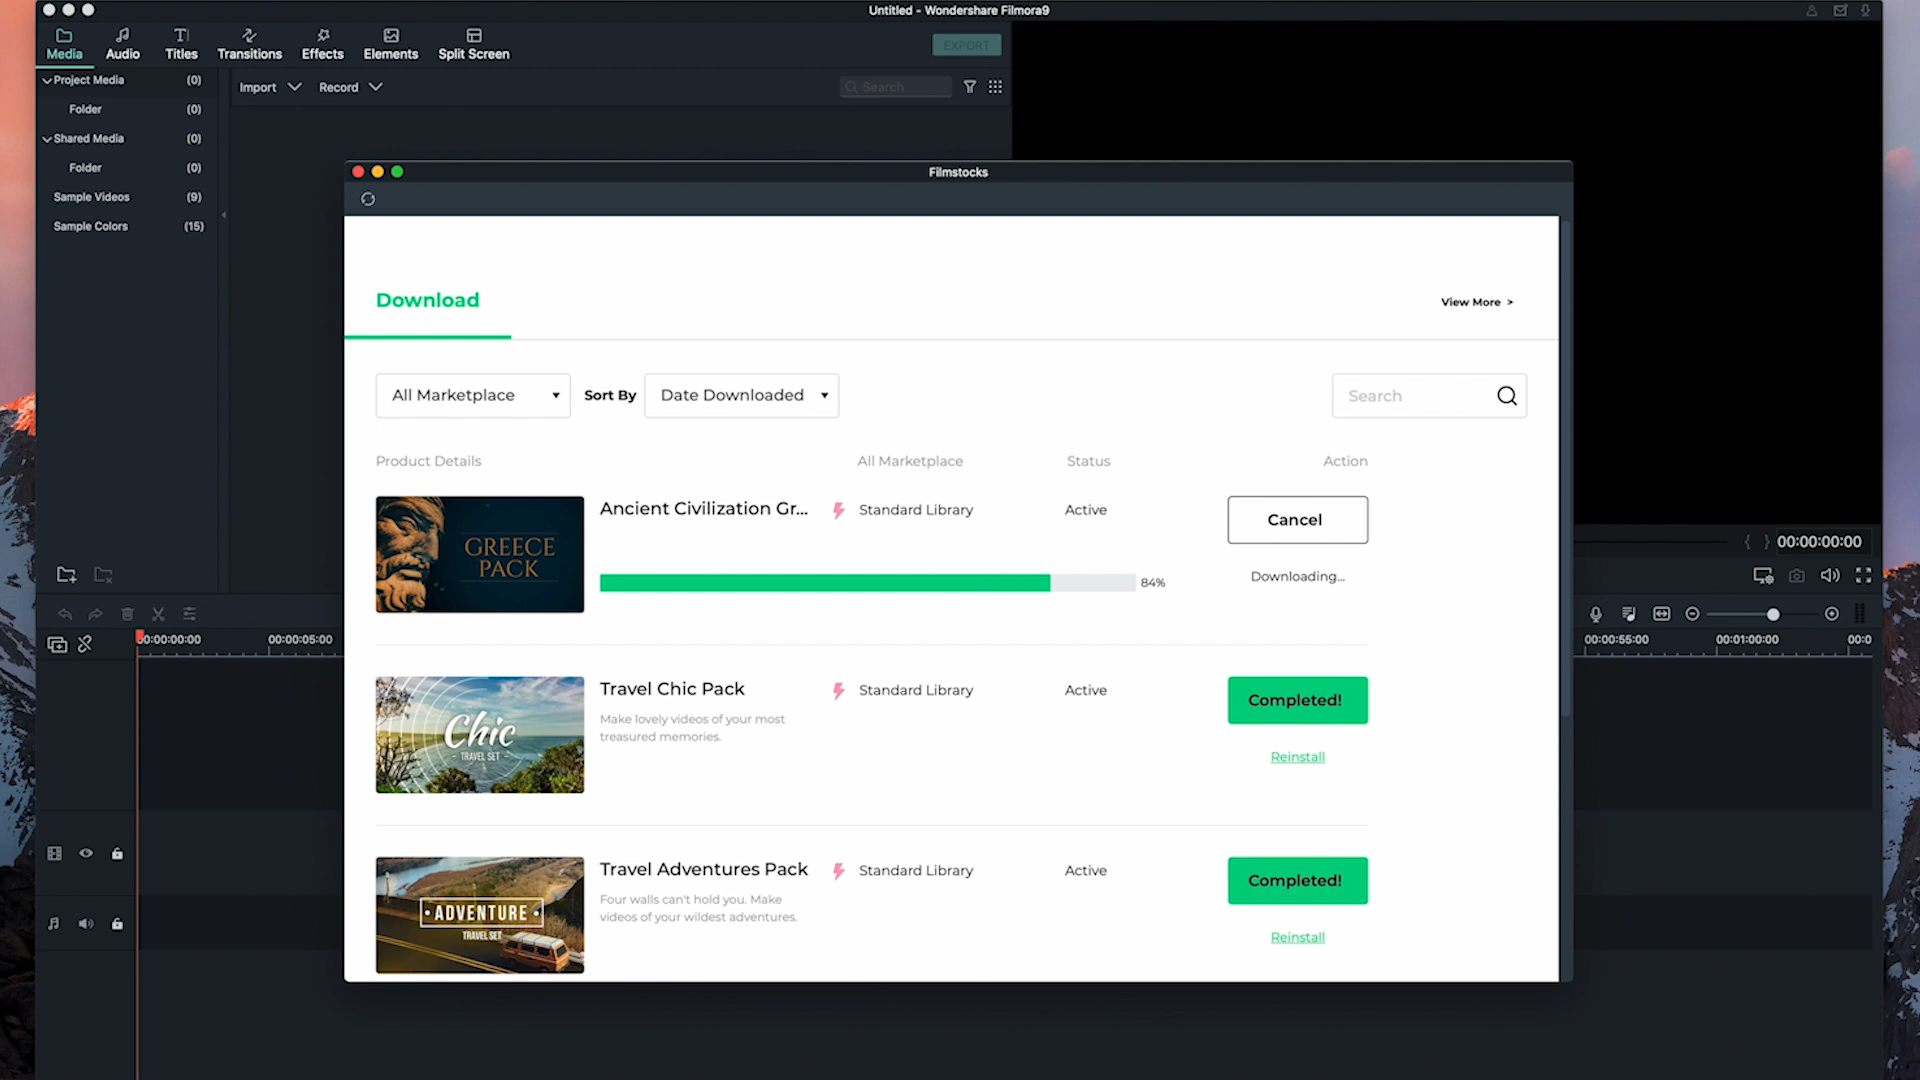 Untitled - Wondershare Filmora9
Media
Audio
Titles
Transitions
Effects
Elements
Split Screen
EXPORT
Project Media (0)
Folder (0)
Shared Media (0)
Folder (0)
Sample Videos (9)
Sample Colors (15)
Import
Record
Search
Filmstocks
Download
View More >
All Marketplace
Sort By
Date Downloaded
Search
Product Details
All Marketplace
Status
Action
GREECE
PACK
Ancient Civilization Gr...
Standard Library
Active
Cancel
84%
Downloading...
Chic
- TRAVEL SET -
Travel Chic Pack
Make lovely videos of your most
treasured memories.
Standard Library
Active
Completed!
Reinstall
• ADVENTURE •
TRAVEL SET
Travel Adventures Pack
Four walls can't hold you. Make
videos of your wildest adventures.
Standard Library
Active
Completed!
Reinstall
{ } 00:00:00:00
00:00:00:00
00:00:05:00
00:00:55:00
00:01:00:00
00:0